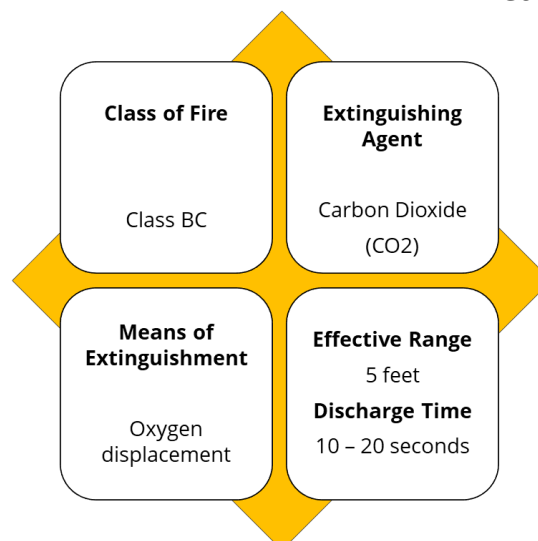 Class of Fire
Class BC
Extinguishing
Agent
Carbon Dioxide
(CO2)
Means of
Extinguishment
Oxygen
displacement
Effective Range
5 feet
Discharge Time
10 – 20 seconds